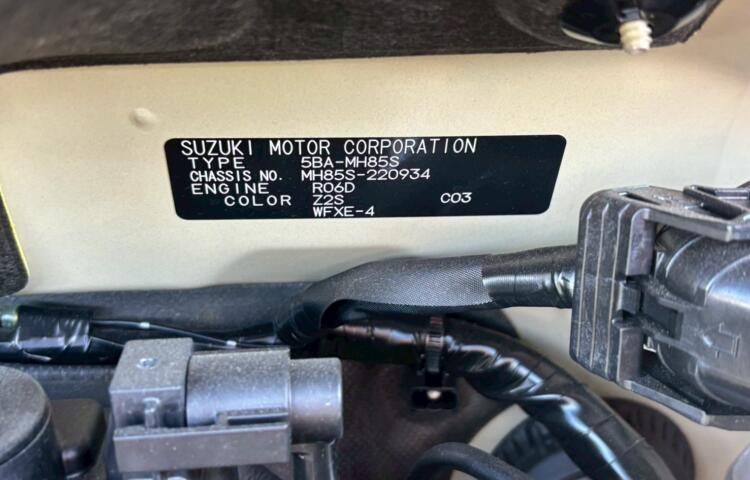 SUZUKI MOTOR CORPORATION
TYPE 5BA-MH85S
CHASSIS NO. MH85S-220934
ENGINE R06D
COLOR Z2S C03
WFXE-4